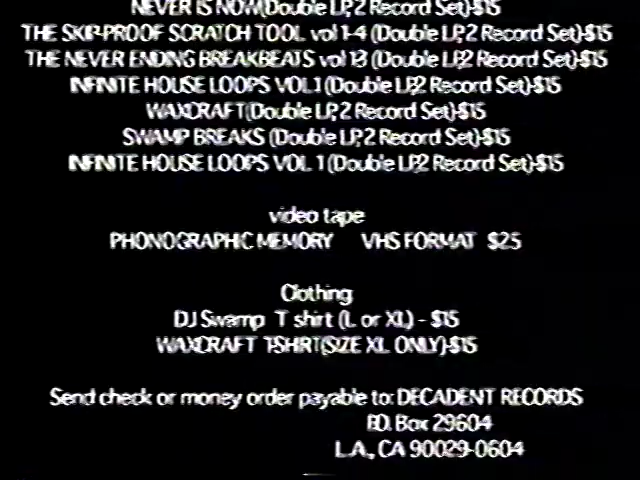 NEVER IS NOW(Double LP,2 Record Set)-$15
THE SKIP-PROOF SCRATCH TOOL vol 1-4 (Double LP,2 Record Set)-$15
THE NEVER ENDING BREAKBEATS vol 1-3 (Double LP,2 Record Set)-$15
INFINITE HOUSE LOOPS VOL.1 (Double LP,2 Record Set)-$15
WAXCRAFT(Double LP,2 Record Set)-$15
SWAMP BREAKS (Double LP,2 Record Set)-$15
INFINITE HOUSE LOOPS VOL. 1 (Double LP,2 Record Set)-$15
video tape
PHONOGRAPHIC MEMORY VHS FORMAT $25
Clothing
DJ Swamp T shirt (L or XL) - $15
WAXCRAFT T-SHIRT(SIZE XL ONLY)-$15
Send check or money order payable to: DECADENT RECORDS
P.O. Box 29604
L.A., CA 90029-0604